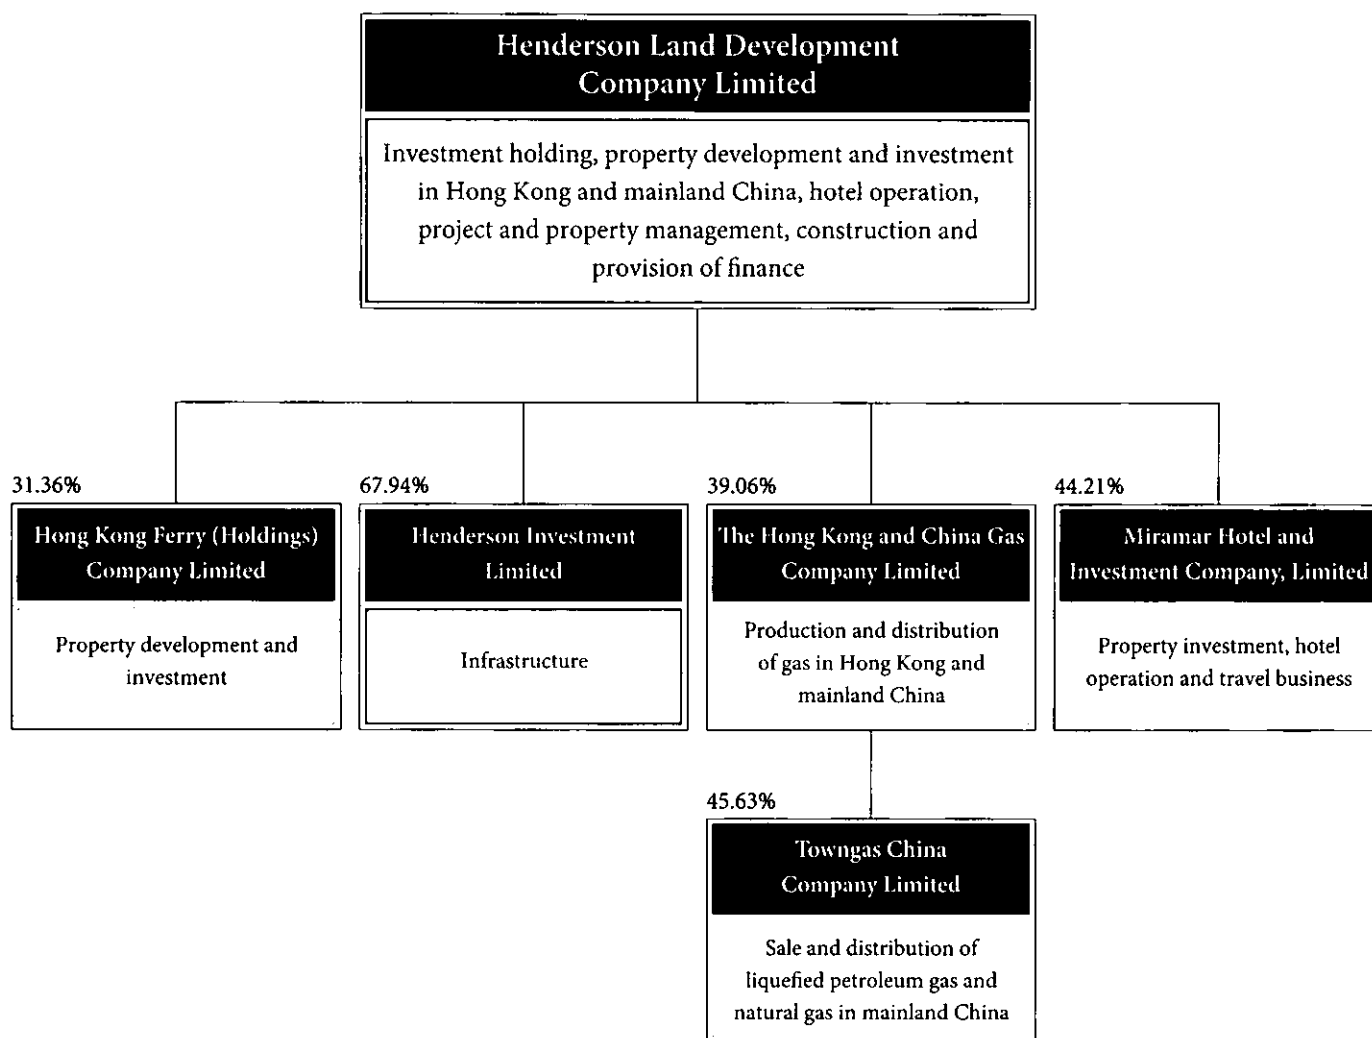 Henderson Land Development
Company Limited
Investment holding, property development and investment
in Hong Kong and mainland China, hotel operation,
project and property management, construction and
provision of finance
31.36%
Hong Kong Ferry (Holdings)
Company Limited
Property development and
investment
67.94%
Henderson Investment
Limited
Infrastructure
39.06%
The Hong Kong and China Gas
Company Limited
Production and distribution
of gas in Hong Kong and
mainland China
44.21%
Miramar Hotel and
Investment Company, Limited
Property investment, hotel
operation and travel business
45.63%
Towngas China
Company Limited
Sale and distribution of
liquefied petroleum gas and
natural gas in mainland China